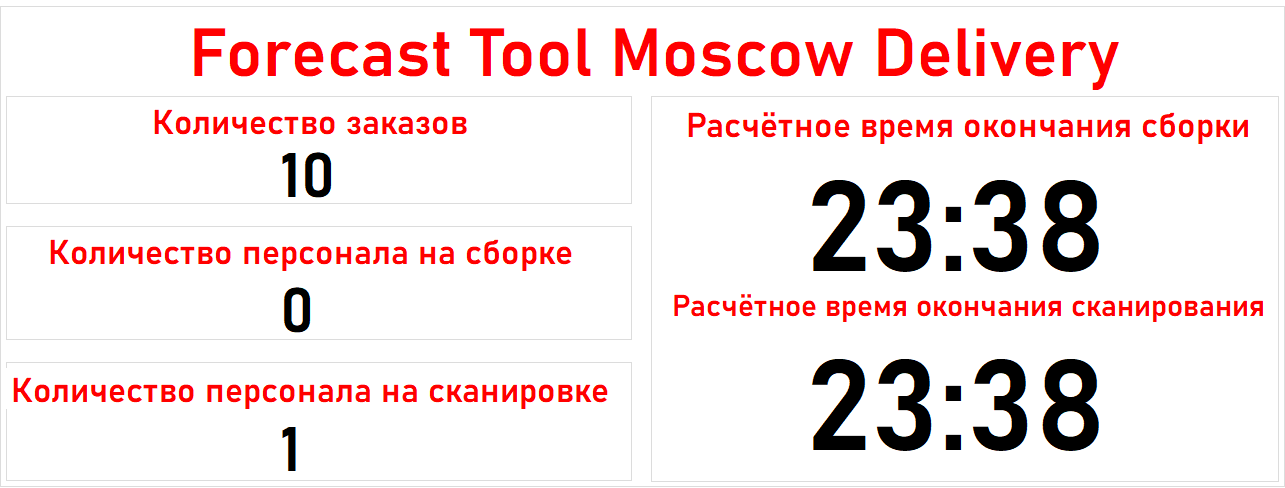 Forecast Tool Moscow Delivery
Количество заказов
10
Количество персонала на сборке
0
Количество персонала на сканировке
1
Расчётное время окончания сборки
23:38
Расчётное время окончания сканирования
23:38